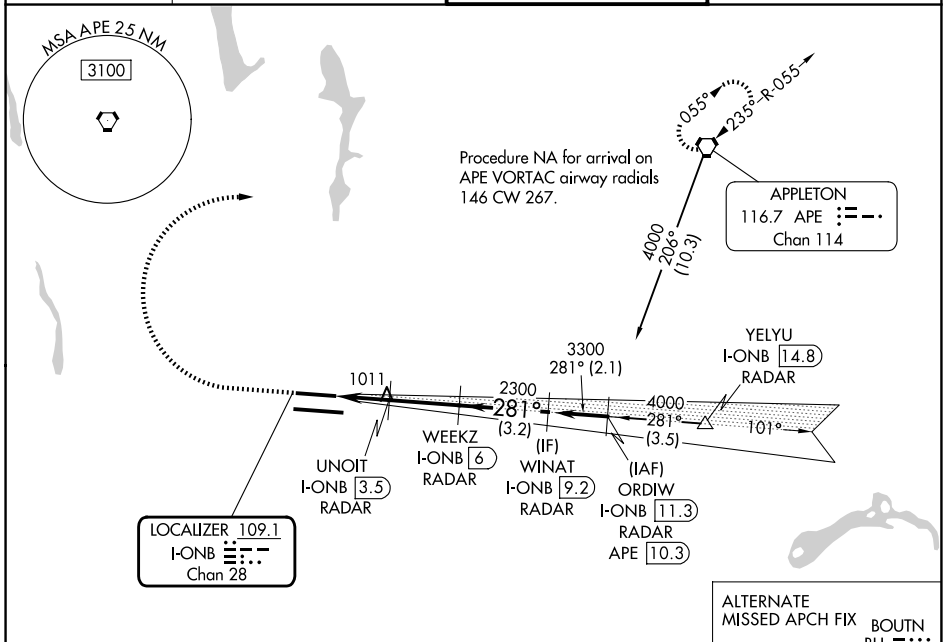 MSA APE 25 NM
3100
055°
235°
R-055
Procedure NA for arrival on
APE VORTAC airway radials
146 CW 267.
APPLETON
116.7 APE
Chan 114
4000
206°
(10.3)
YELYU
I-ONB 14.8
RADAR
3300
281° (2.1)
1011
2300
281°
(3.2)
4000
281°
(3.5)
101°
UNOIT
I-ONB 3.5
RADAR
WEEKZ
I-ONB 6
RADAR
(IF)
WINAT
I-ONB 9.2
RADAR
(IAF)
ORDIW
I-ONB 11.3
RADAR
APE 10.3
LOCALIZER 109.1
I-ONB
Chan 28
ALTERNATE
MISSED APCH FIX
BOUTN